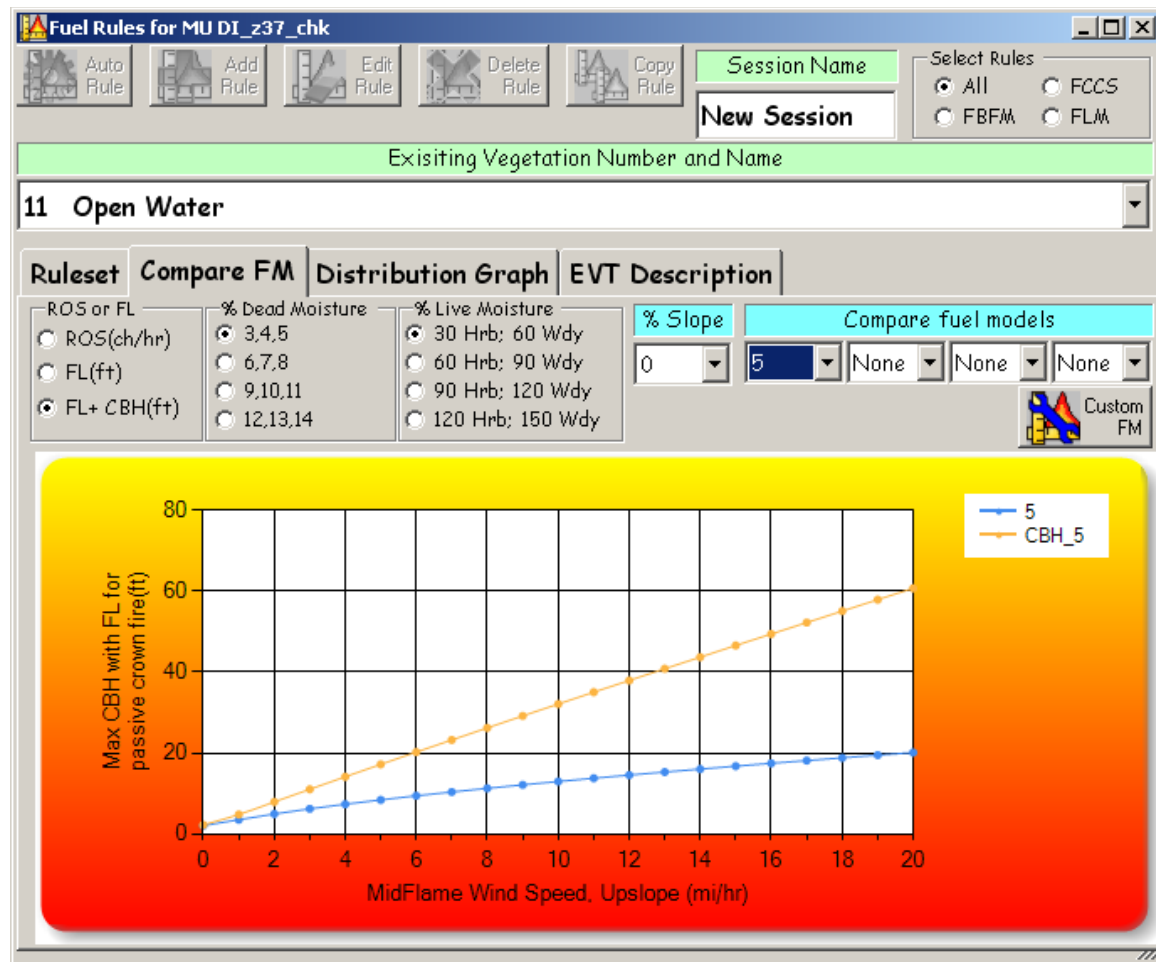 Fuel Rules for MU DI_z37_chk
Auto Rule
Add Rule
Edit Rule
Delete Rule
Copy Rule
Session Name
New Session
Select Rules
All
FCCS
FBFM
FLM
Exisiting Vegetation Number and Name
11 Open Water
Ruleset
Compare FM
Distribution Graph
EVT Description
ROS or FL
ROS(ch/hr)
FL(ft)
FL+ CBH(ft)
% Dead Moisture
3,4,5
6,7,8
9,10,11
12,13,14
% Live Moisture
30 Hrb; 60 Wdy
60 Hrb; 90 Wdy
90 Hrb; 120 Wdy
120 Hrb; 150 Wdy
% Slope
0
Compare fuel models
5
None
None
None
Custom FM
Max CBH with FL for
passive crown fire(ft)
80
60
40
20
0
0 2 4 6 8 10 12 14 16 18 20
MidFlame Wind Speed, Upslope (mi/hr)
5
CBH_5